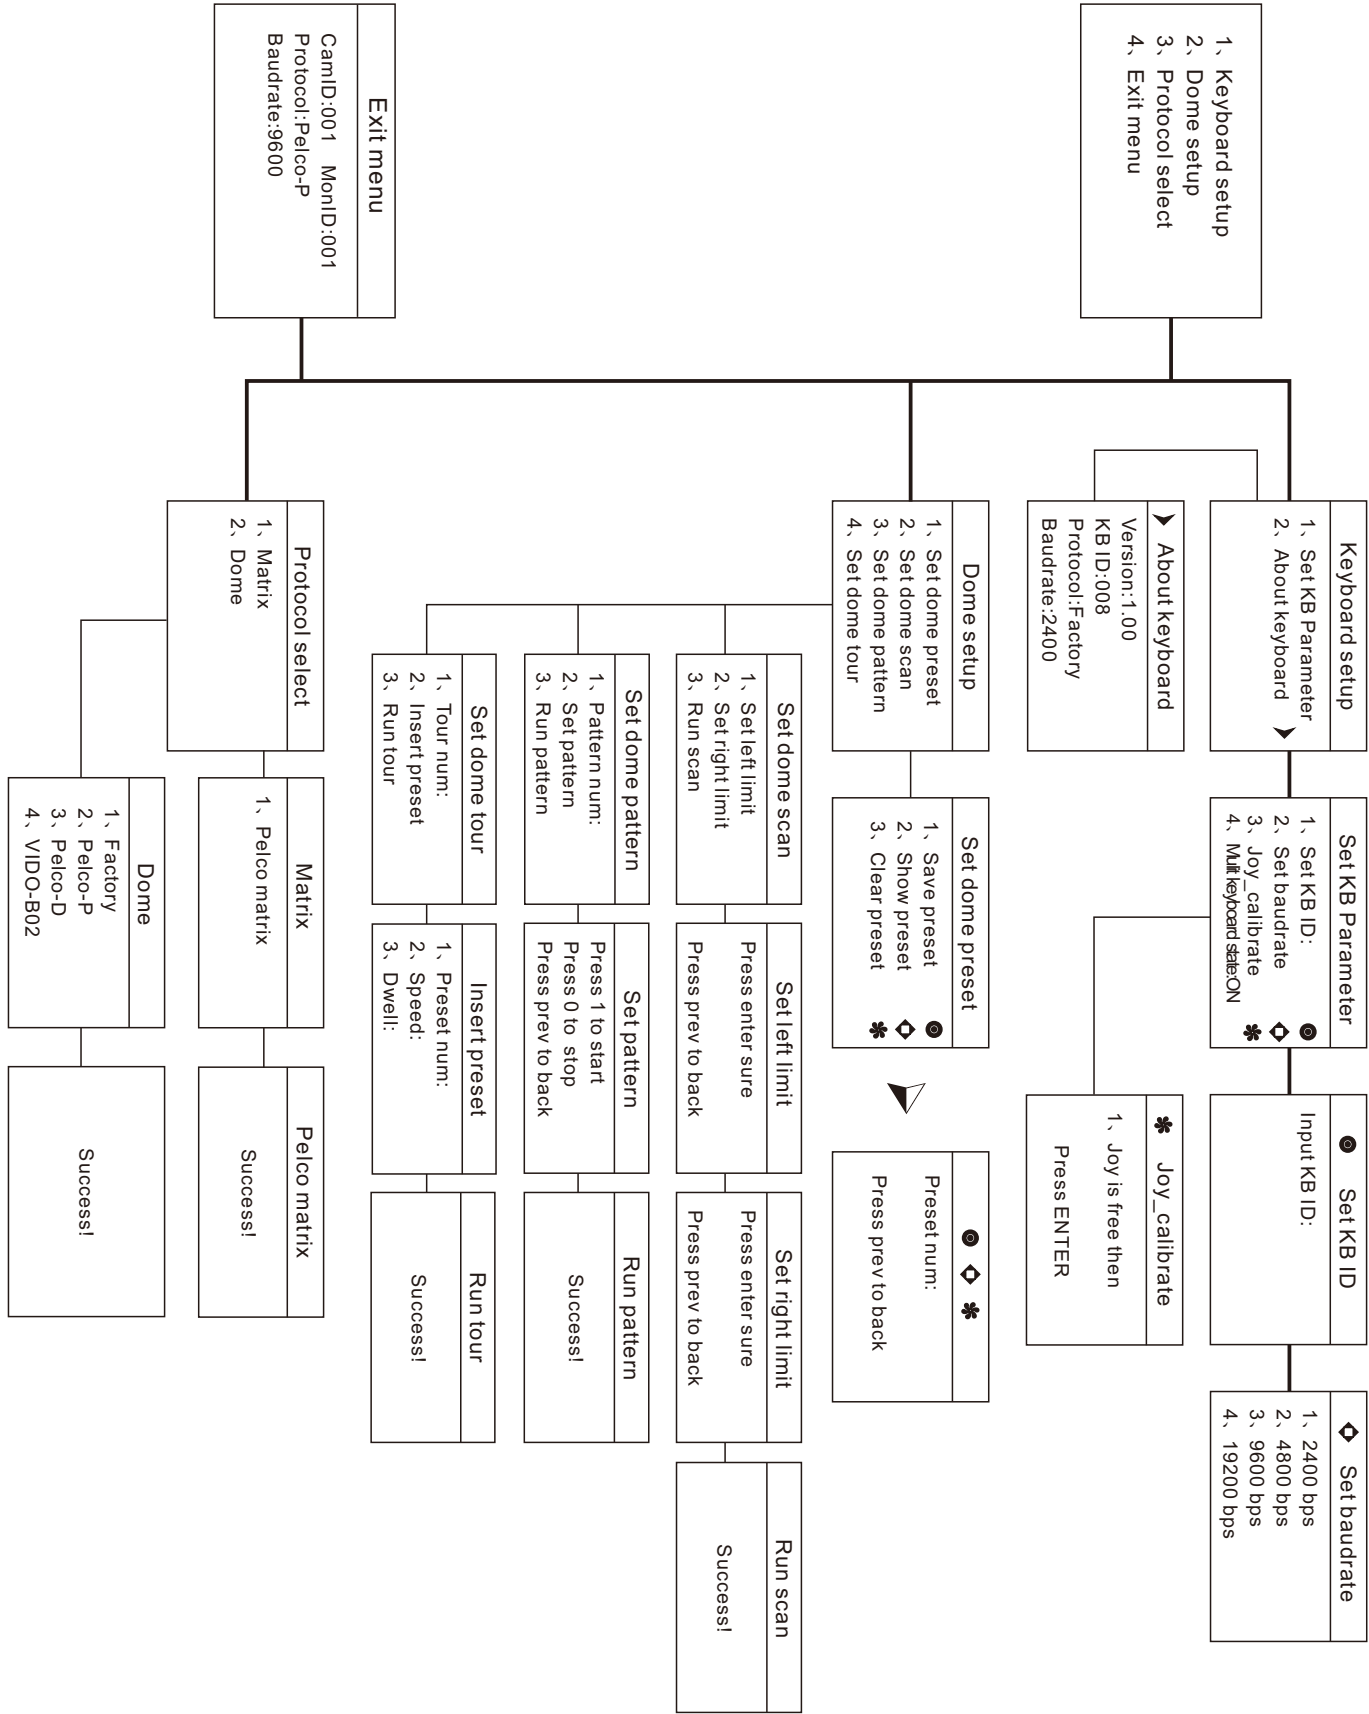 1、Keyboard setup
2、Dome setup
3、Protocol select
4、Exit menu
Keyboard setup
1、Set KB Parameter
2、About keyboard
Set KB Parameter
1、Set KB ID:
2、Set baudrate
3、Joy_calibrate
4、Mulit keyboard state:ON
Set KB ID
Input KB ID:
Set baudrate
1、2400 bps
2、4800 bps
3、9600 bps
4、19200 bps
About keyboard
Version:1.00
KB ID:008
Protocol:Factory
Baudrate:2400
Joy_calibrate
1、Joy is free then
Press ENTER
Dome setup
1、Set dome preset
2、Set dome scan
3、Set dome pattern
4、Set dome tour
Set dome preset
1、Save preset
2、Show preset
3、Clear preset
Preset num:
Press prev to back
Set dome scan
1、Set left limit
2、Set right limit
3、Run scan
Set left limit
Press enter sure
Press prev to back
Set right limit
Press enter sure
Press prev to back
Run scan
Success!
Set dome pattern
1、Pattern num:
2、Set pattern
3、Run pattern
Set pattern
Press 1 to start
Press 0 to stop
Press prev to back
Run pattern
Success!
Set dome tour
1、Tour num:
2、Insert preset
3、Run tour
Insert preset
1、Preset num:
2、Speed:
3、Dwell:
Run tour
Success!
Exit menu
CamID:001 MonID:001
Protocol:Pelco-P
Baudrate:9600
Protocol select
1、Matrix
2、Dome
Matrix
1、Pelco matrix
Pelco matrix
Success!
Dome
1、Factory
2、Pelco-P
3、Pelco-D
4、VIDO-B02
Success!